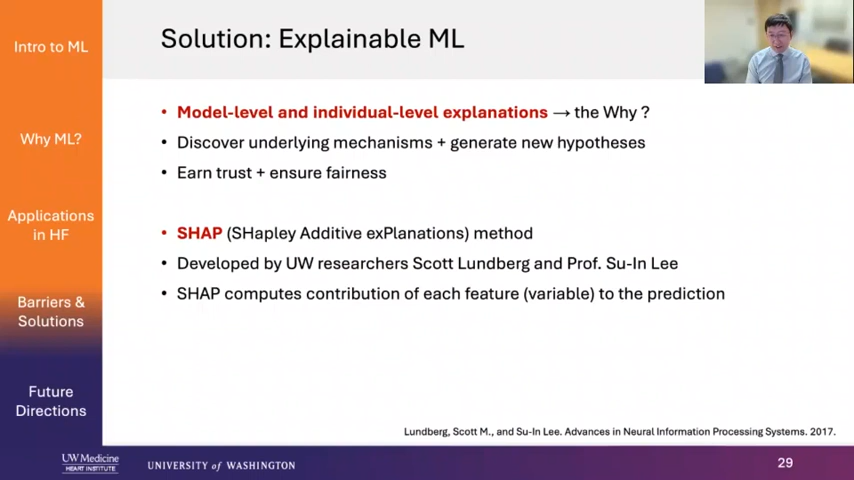 Intro to ML
Why ML?
Applications
in HF
Barriers &
Solutions
Future
Directions
Solution: Explainable ML
• Model-level and individual-level explanations → the Why ?
• Discover underlying mechanisms + generate new hypotheses
• Earn trust + ensure fairness
• SHAP (SHapley Additive exPlanations) method
• Developed by UW researchers Scott Lundberg and Prof. Su-In Lee
• SHAP computes contribution of each feature (variable) to the prediction
Lundberg, Scott M., and Su-In Lee. Advances in Neural Information Processing Systems. 2017.
UW Medicine
HEART INSTITUTE
UNIVERSITY of WASHINGTON
29